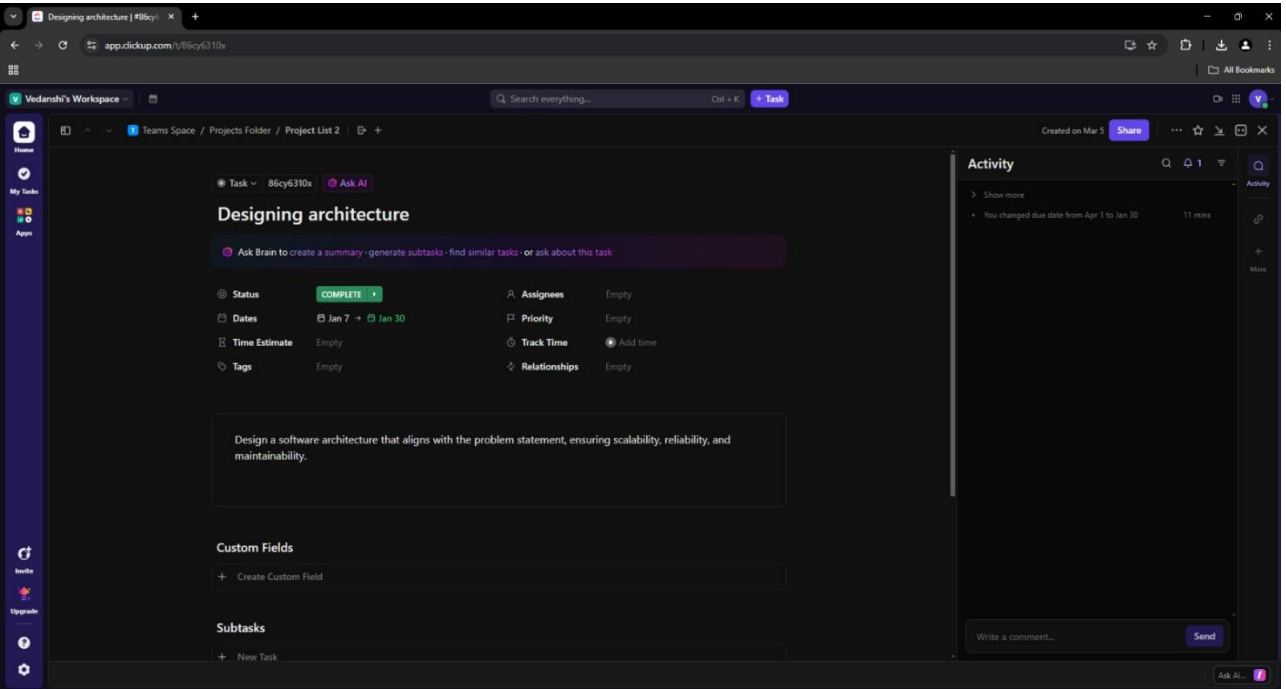 Designing architecture | #86cy6
app.clickup.com/t/86cy6310x
All Bookmarks
V Vedanshi's Workspace
Search everything...
Ctrl + K
+ Task
V
Home
My Tasks
Apps
Invite
Upgrade
T Teams Space / Projects Folder / Project List 2
Created on Mar 5
Share
Task
86cy6310x
Ask AI
Designing architecture
Ask Brain to create a summary · generate subtasks · find similar tasks · or ask about this task
Status
COMPLETE
Assignees
Empty
Dates
Jan 7 → Jan 30
Priority
Empty
Time Estimate
Empty
Track Time
Add time
Tags
Empty
Relationships
Empty
Design a software architecture that aligns with the problem statement, ensuring scalability, reliability, and
maintainability.
Custom Fields
+ Create Custom Field
Subtasks
+ New Task
Activity
1
Show more
You changed due date from Apr 1 to Jan 30
11 mins
Write a comment...
Send
Activity
More
Ask AI...